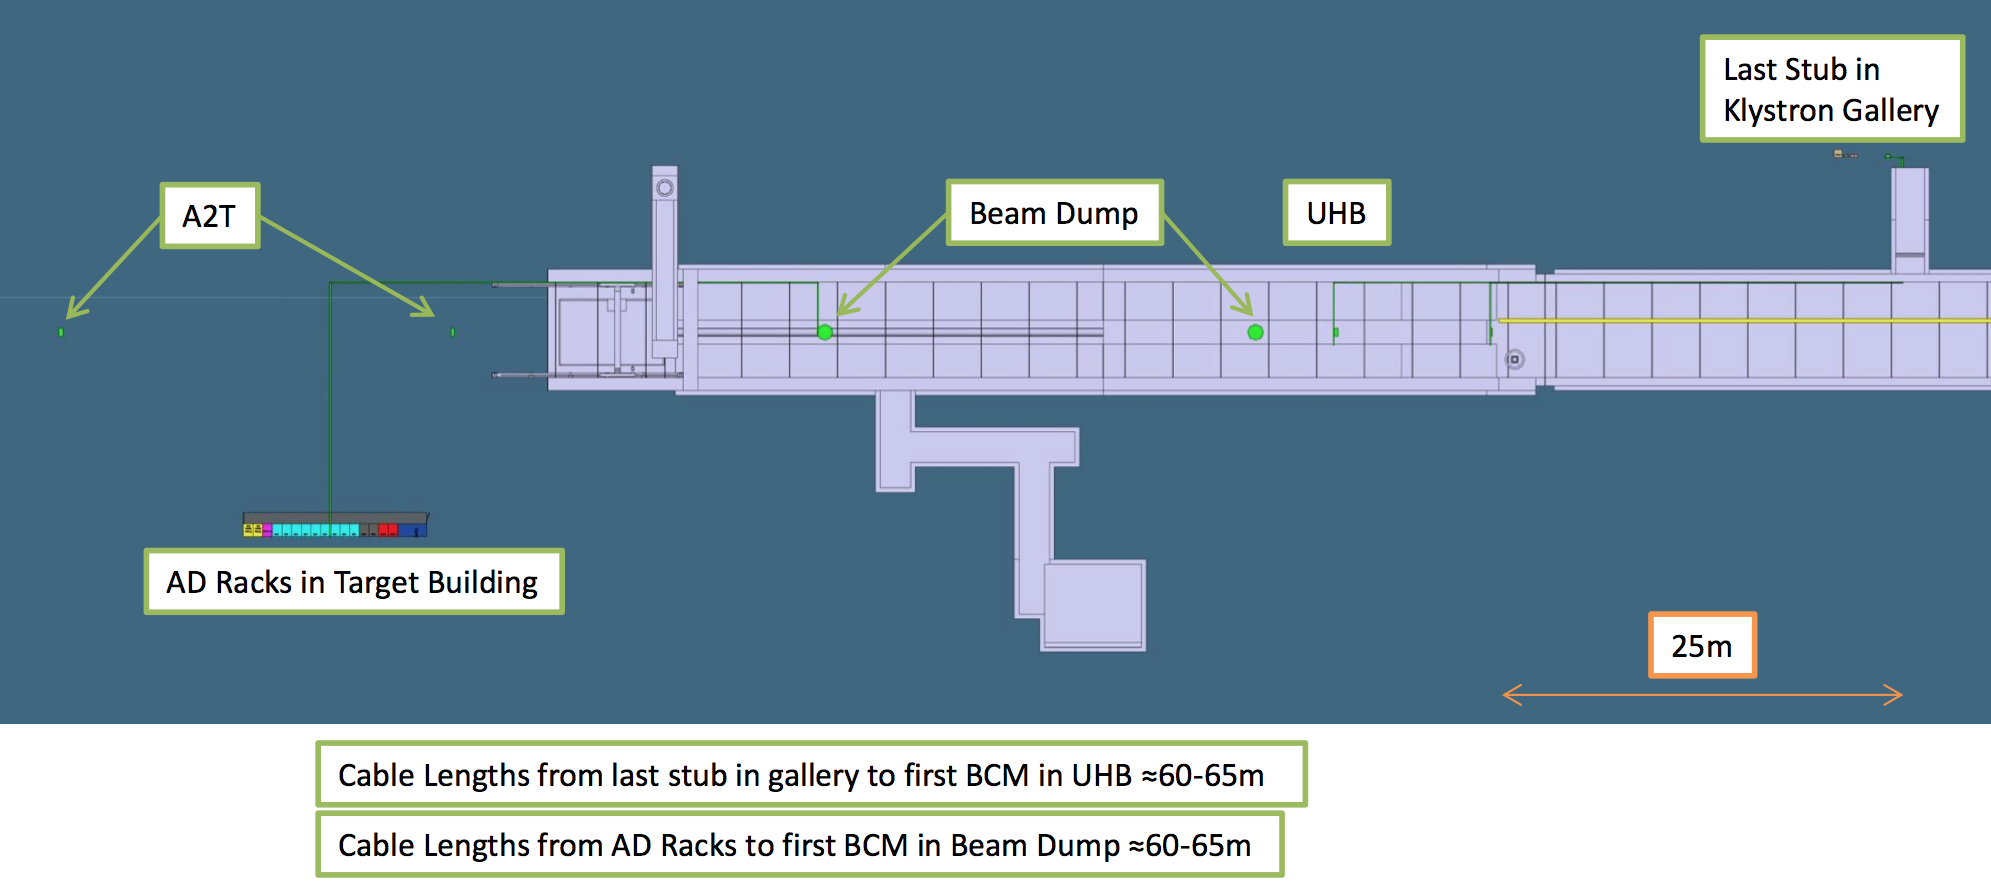 Last Stub in
Klystron Gallery
A2T
Beam Dump
UHB
AD Racks in Target Building
25m
Cable Lengths from last stub in gallery to first BCM in UHB ≈60-65m
Cable Lengths from AD Racks to first BCM in Beam Dump ≈60-65m